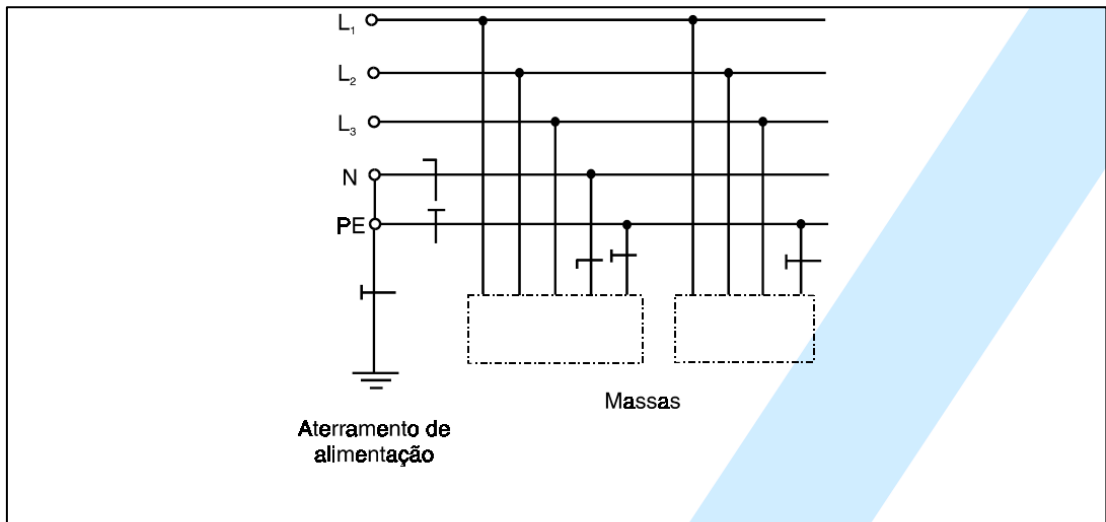 L₁
L₂
L₃
N
PE
Massas
Aterramento de
alimentação